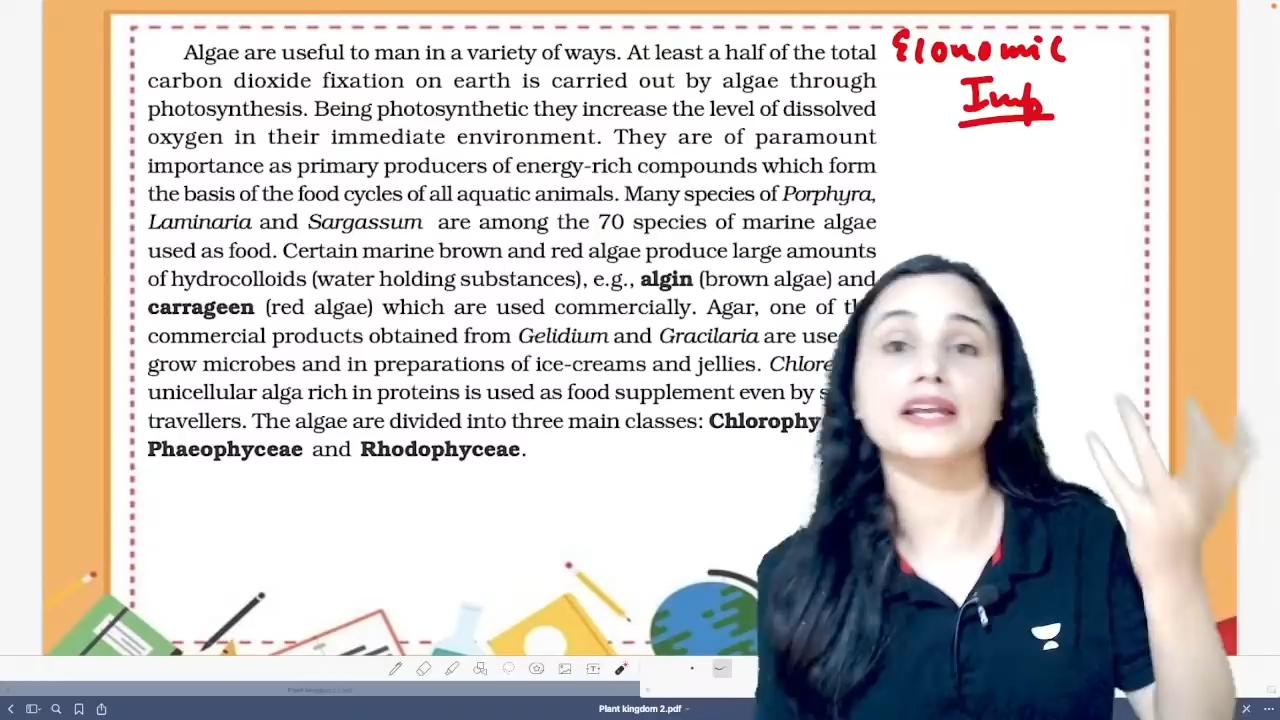 Algae are useful to man in a variety of ways. At least a half of the total
carbon dioxide fixation on earth is carried out by algae through
photosynthesis. Being photosynthetic they increase the level of dissolved
oxygen in their immediate environment. They are of paramount
importance as primary producers of energy-rich compounds which form
the basis of the food cycles of all aquatic animals. Many species of Porphyra,
Laminaria and Sargassum are among the 70 species of marine algae
used as food. Certain marine brown and red algae produce large amounts
of hydrocolloids (water holding substances), e.g., algin (brown algae) and
carrageen (red algae) which are used commercially. Agar, one of
commercial products obtained from Gelidium and Gracilaria are
grow microbes and in preparations of ice-creams and jellies.
unicellular alga rich in proteins is used as food supplement even by
travellers. The algae are divided into three main classes:
Phaeophyceae and Rhodophyceae.
Economic
Imp
Plant kingdom 2.pdf
Plant kingdom 2.pdf